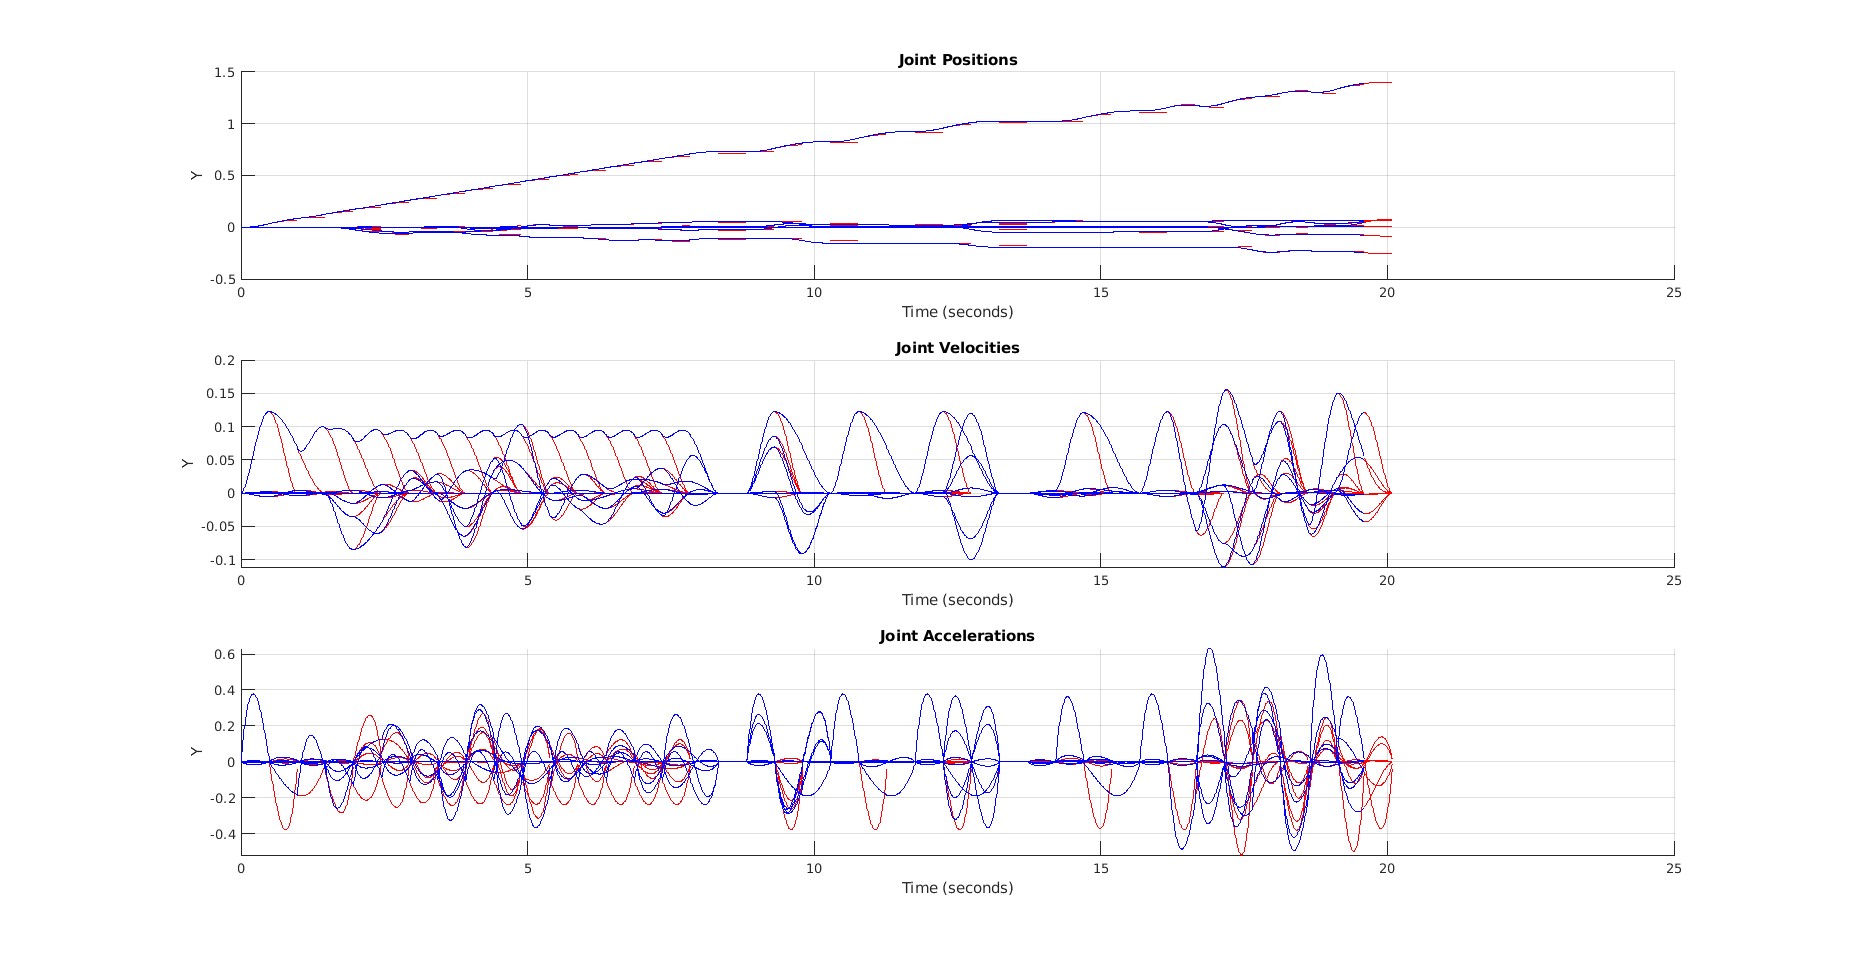 Joint Positions
1.5
1
0.5
0
-0.5
Y
0 5 10 15 20 25
Time (seconds)
Joint Velocities
0.2
0.15
0.1
0.05
0
-0.05
-0.1
Y
0 5 10 15 20 25
Time (seconds)
Joint Accelerations
0.6
0.4
0.2
0
-0.2
-0.4
Y
0 5 10 15 20 25
Time (seconds)